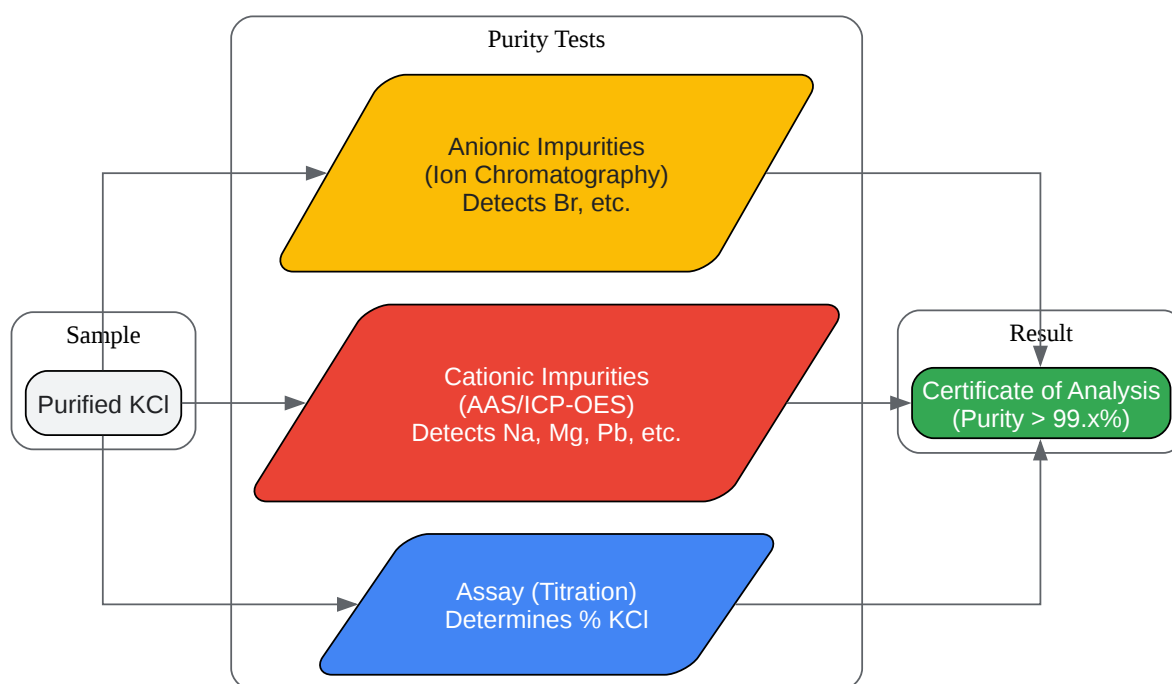 Purity Tests
Anionic Impurities
(Ion Chromatography)
Detects Br, etc.
Sample
Purified KCl
Cationic Impurities
(AAS/ICP-OES)
Detects Na, Mg, Pb, etc.
Result
Certificate of Analysis
(Purity > 99.x%)
Assay (Titration)
Determines % KCl